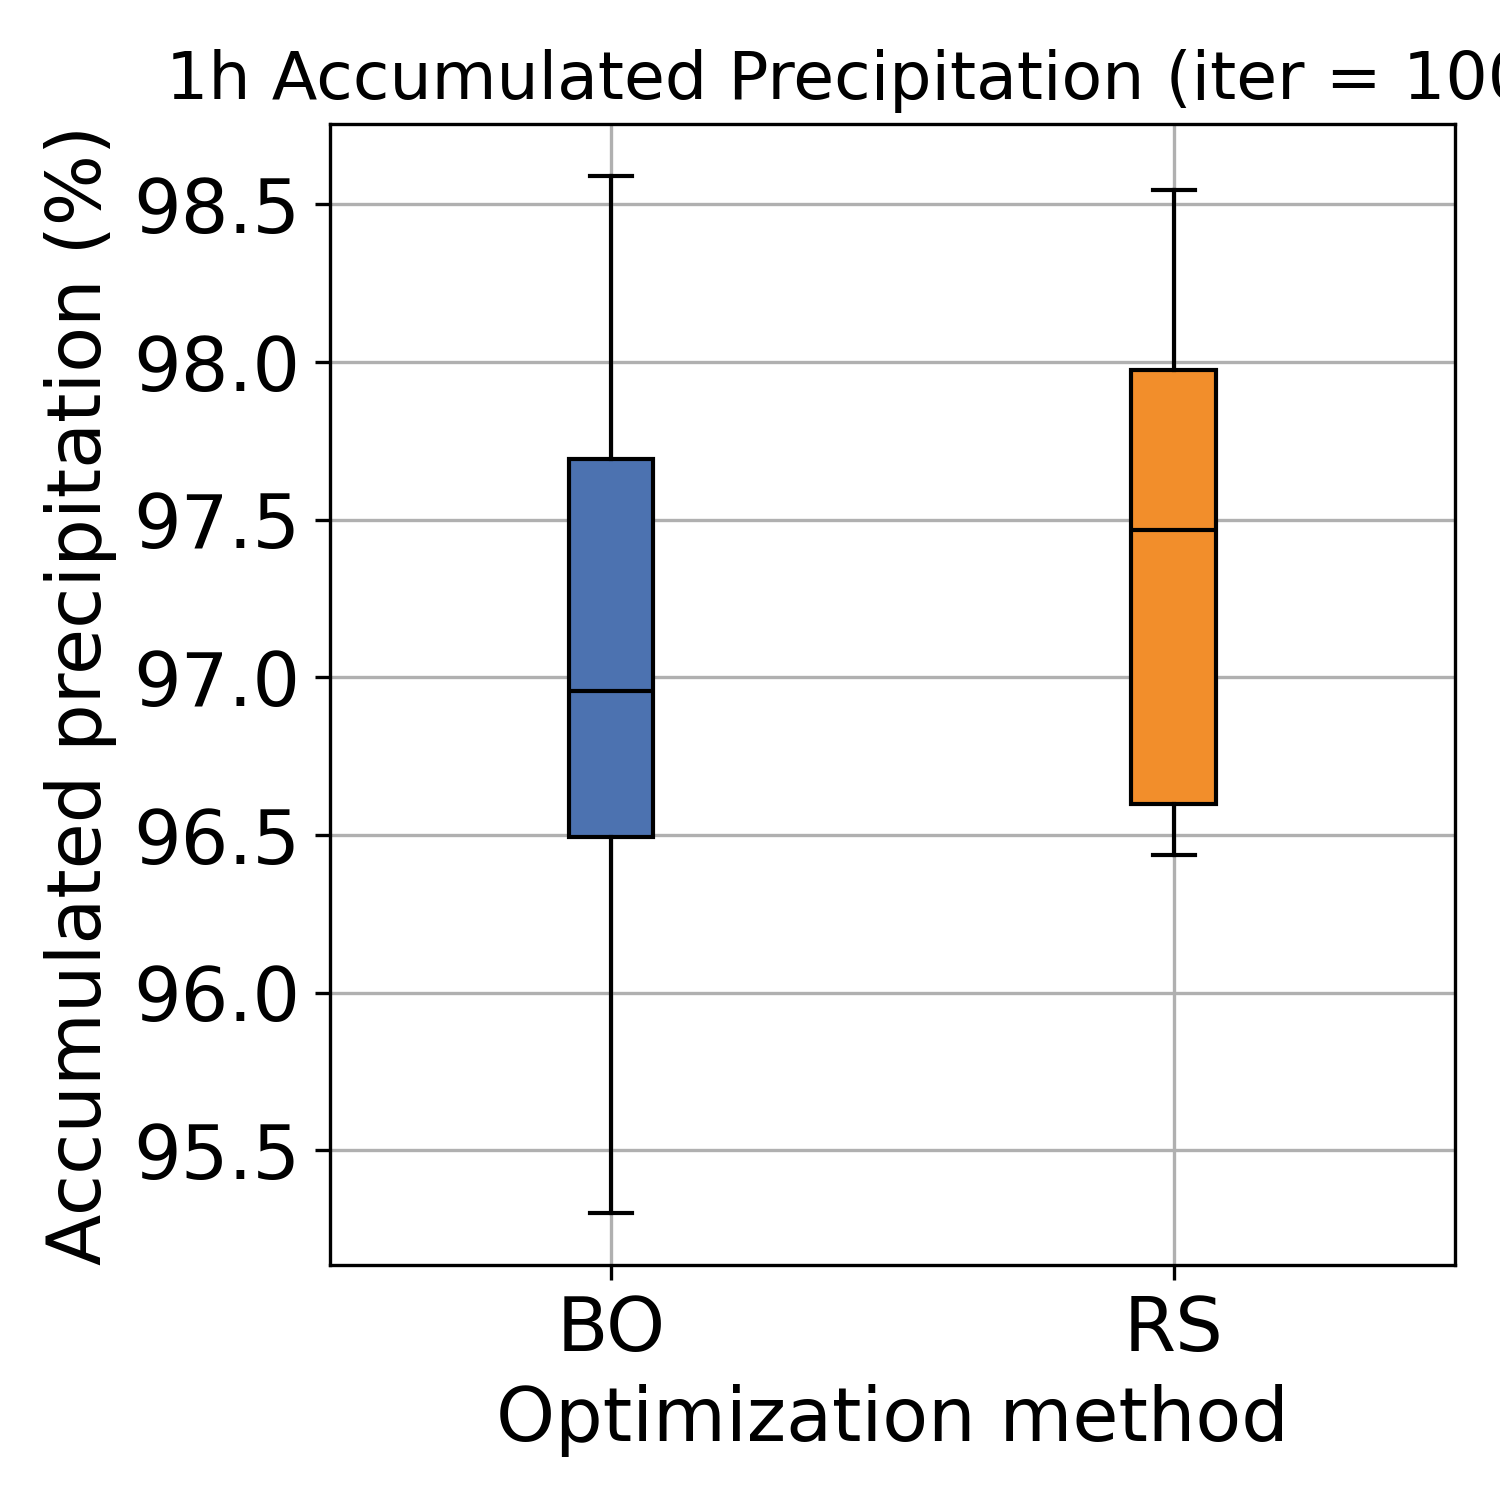 1h Accumulated Precipitation (iter = 100
Accumulated precipitation (%)
98.5
98.0
97.5
97.0
96.5
96.0
95.5
BO
RS
Optimization method